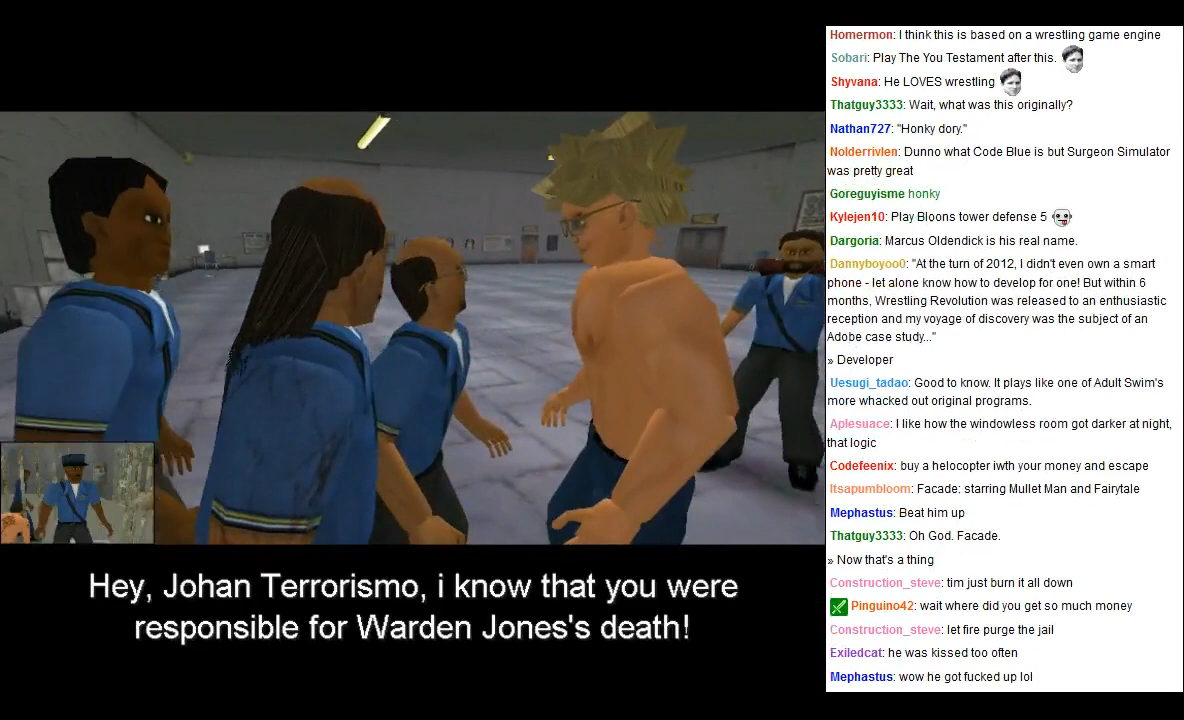 Homermon: I think this is based on a wrestling game engine
Sobari: Play The You Testament after this.
Shyvana: He LOVES wrestling
Thatguy3333: Wait, what was this originally?
Nathan727: "Honky dory."
Nolderrivlen: Dunno what Code Blue is but Surgeon Simulator
was pretty great
Goreguyisme honky
Kylejen10: Play Bloons tower defense 5
Dargoria: Marcus Oldendick is his real name.
Dannyboyoo0: "At the turn of 2012, I didn't even own a smart
phone - let alone know how to develop for one! But within 6
months, Wrestling Revolution was released to an enthusiastic
reception and my voyage of discovery was the subject of an
Adobe case study..."
» Developer
Uesugi_tadao: Good to know. It plays like one of Adult Swim's
more whacked out original programs.
Aplesuace: I like how the windowless room got darker at night,
that logic
Codefeenix: buy a helocopter iwth your money and escape
Itsapumbloom: Facade: starring Mullet Man and Fairytale
Mephastus: Beat him up
Thatguy3333: Oh God. Facade.
» Now that's a thing
Construction_steve: tim just burn it all down
Pinguino42: wait where did you get so much money
Construction_steve: let fire purge the jail
Exiledcat: he was kissed too often
Mephastus: wow he got fucked up lol
Hey, Johan Terrorismo, i know that you were
responsible for Warden Jones's death!